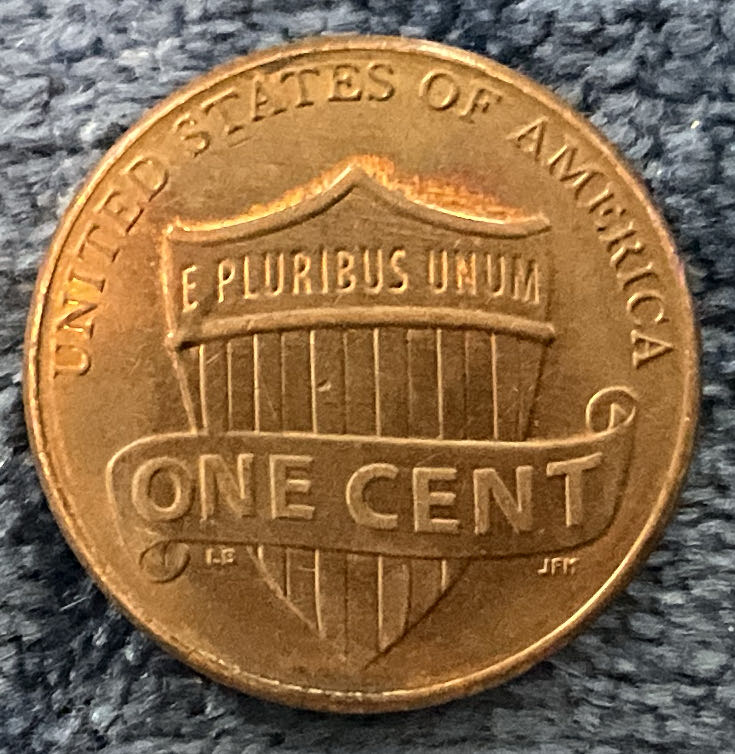 UNITED STATES OF AMERICA
E PLURIBUS UNUM
ONE CENT
LB JFM